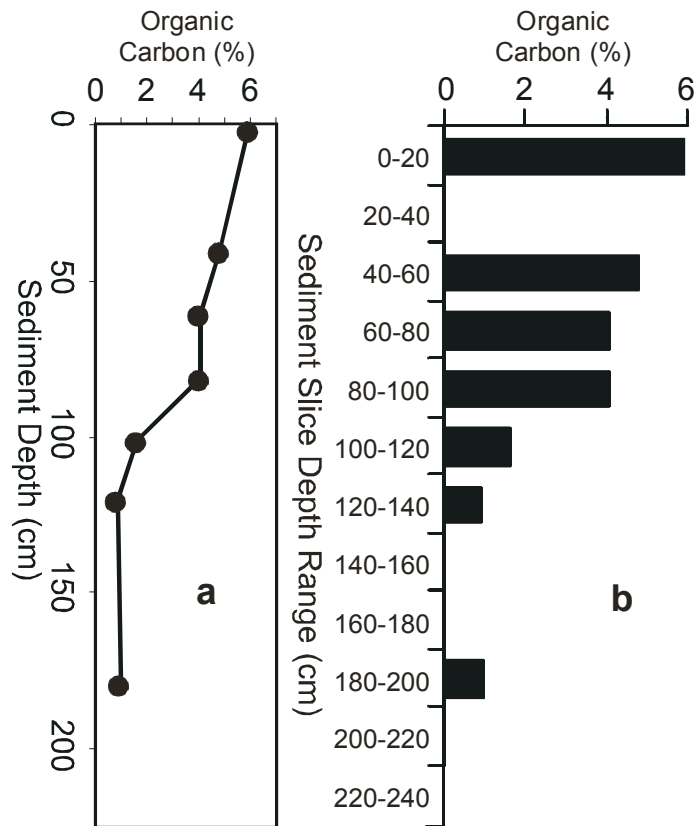 Organic
Carbon (%)
0 2 4 6
0
50
100
150
200
Sediment Depth (cm)
a
Organic
Carbon (%)
0 2 4 6
Sediment Slice Depth Range (cm)
0-20
20-40
40-60
60-80
80-100
100-120
120-140
140-160
160-180
180-200
200-220
220-240
b